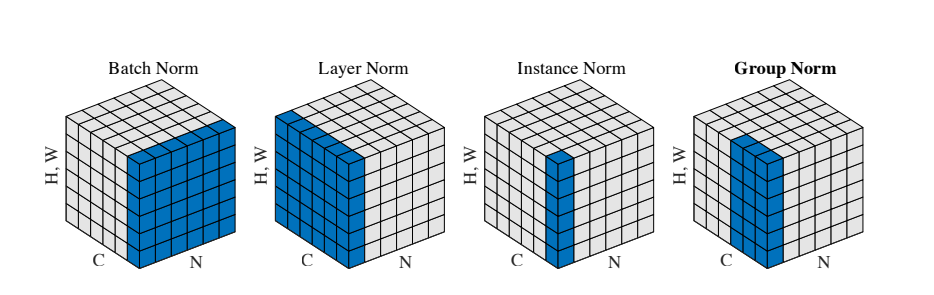 Batch Norm
Layer Norm
Instance Norm
Group Norm
H, W
H, W
H, W
H, W
C
N
C
N
C
N
C
N